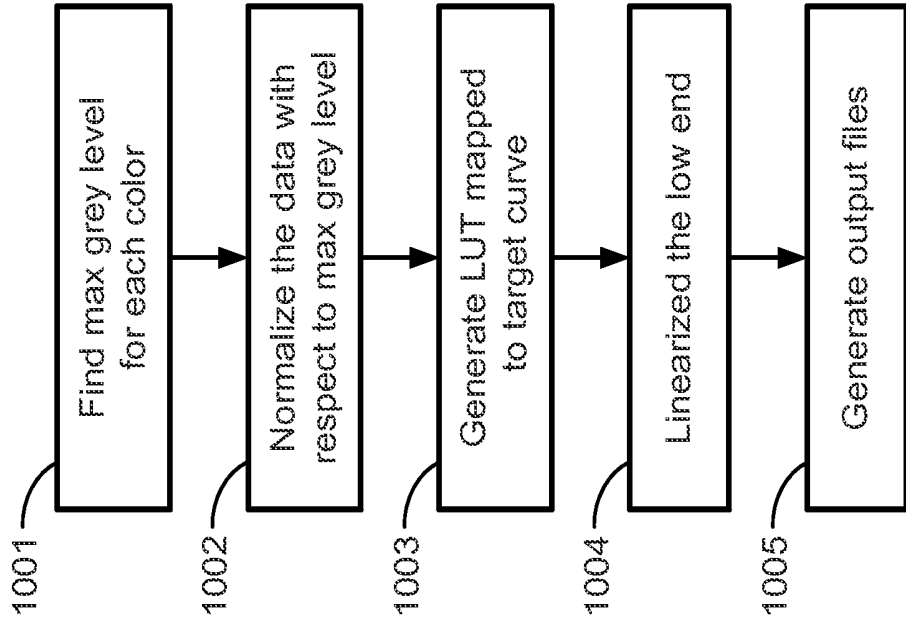 1001
Find max grey level
for each color
1002
Normalize the data with
respect to max grey level
1003
Generate LUT mapped
to target curve
1004
Linearized the low end
1005
Generate output files